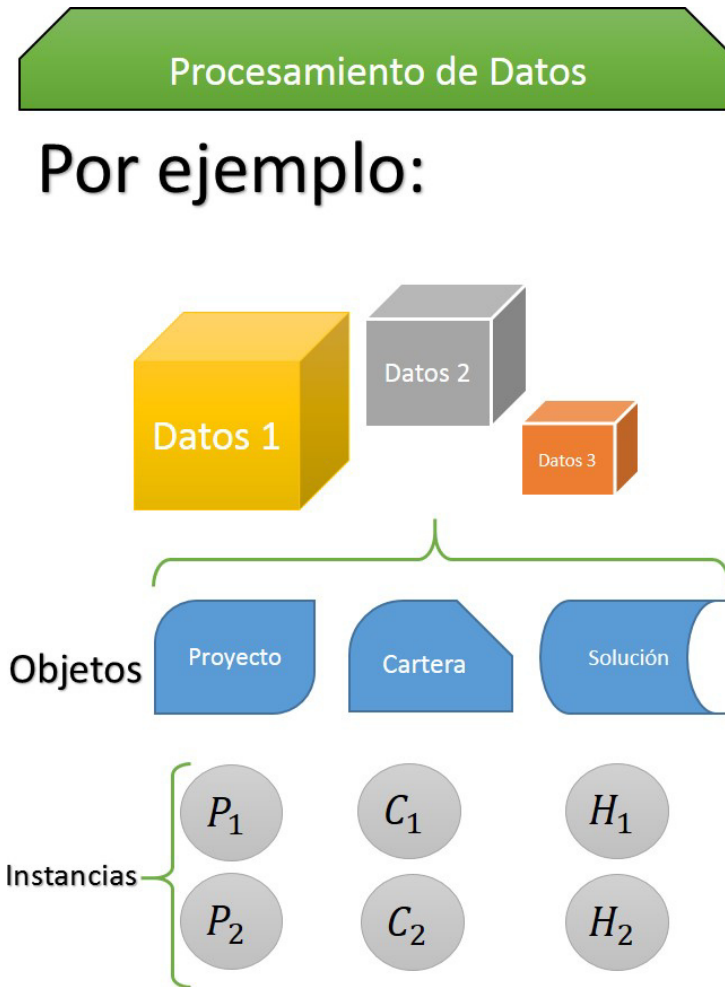 Procesamiento de Datos
Por ejemplo:
Datos 1
Datos 2
Datos 3
Objetos
Proyecto
Cartera
Solución
Instancias
P₁
C₁
H₁
P₂
C₂
H₂